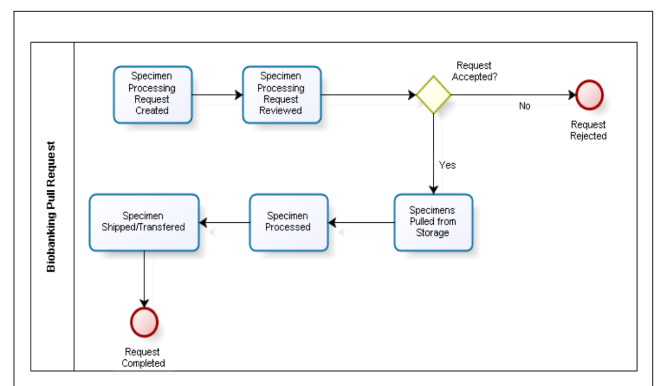 Biobanking Pull Request
Specimen
Processing
Request
Created
Specimen
Processing
Request
Reviewed
Request
Accepted?
No
Request
Rejected
Yes
Specimens
Pulled from
Storage
Specimen
Processed
Specimen
Shipped/Transfered
Request
Completed